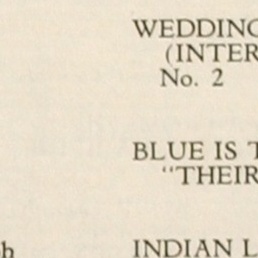 WEDDING
(INTER
No. 2
BLUE IS T
"THEIR
INDIAN L